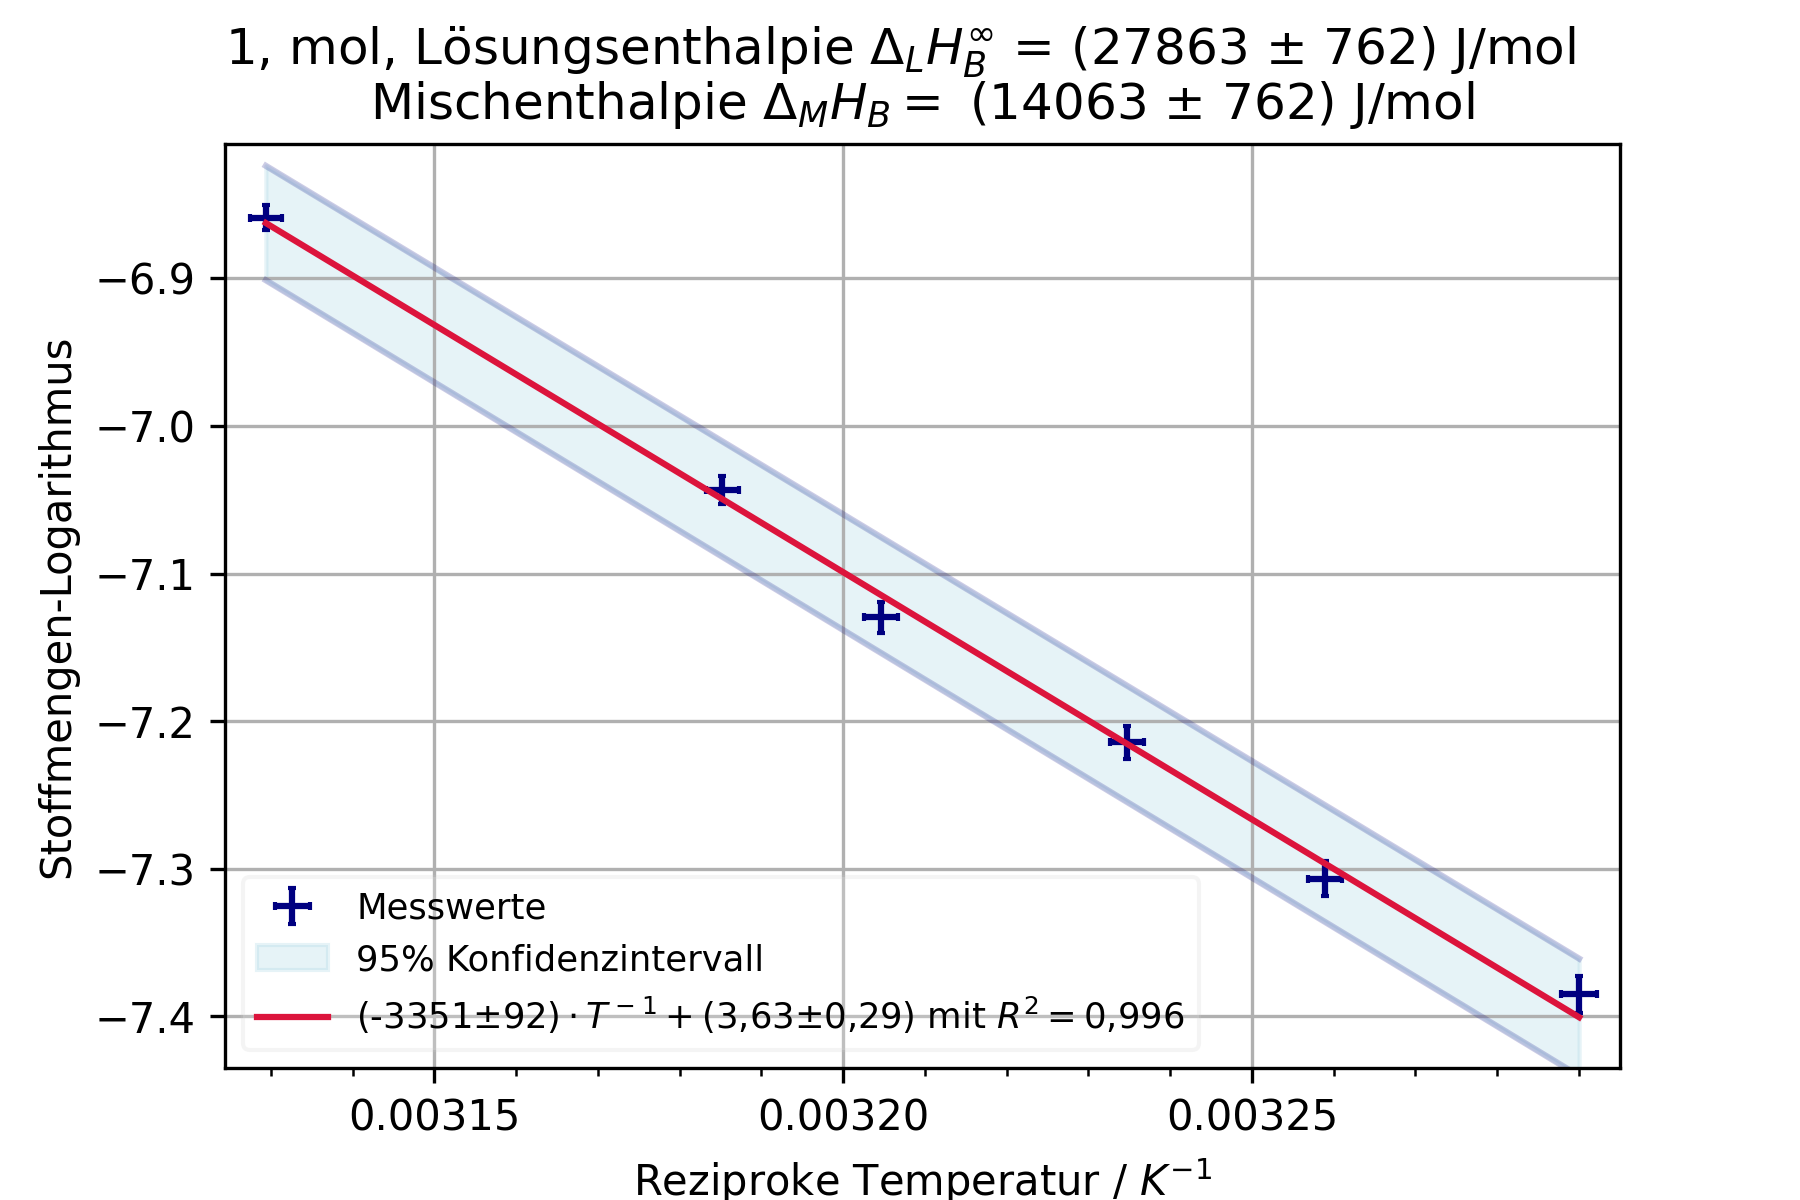 1, mol, Lösungsenthalpie Δ_L H_B^∞ = (27863 ± 762) J/mol
Mischenthalpie Δ_M H_B = (14063 ± 762) J/mol
Stoffmengen-Logarithmus
−6.9
−7.0
−7.1
−7.2
−7.3
−7.4
Messwerte
95% Konfidenzintervall
(-3351±92) · T⁻¹ + (3,63±0,29) mit R² = 0,996
0.00315
0.00320
0.00325
Reziproke Temperatur / K⁻¹